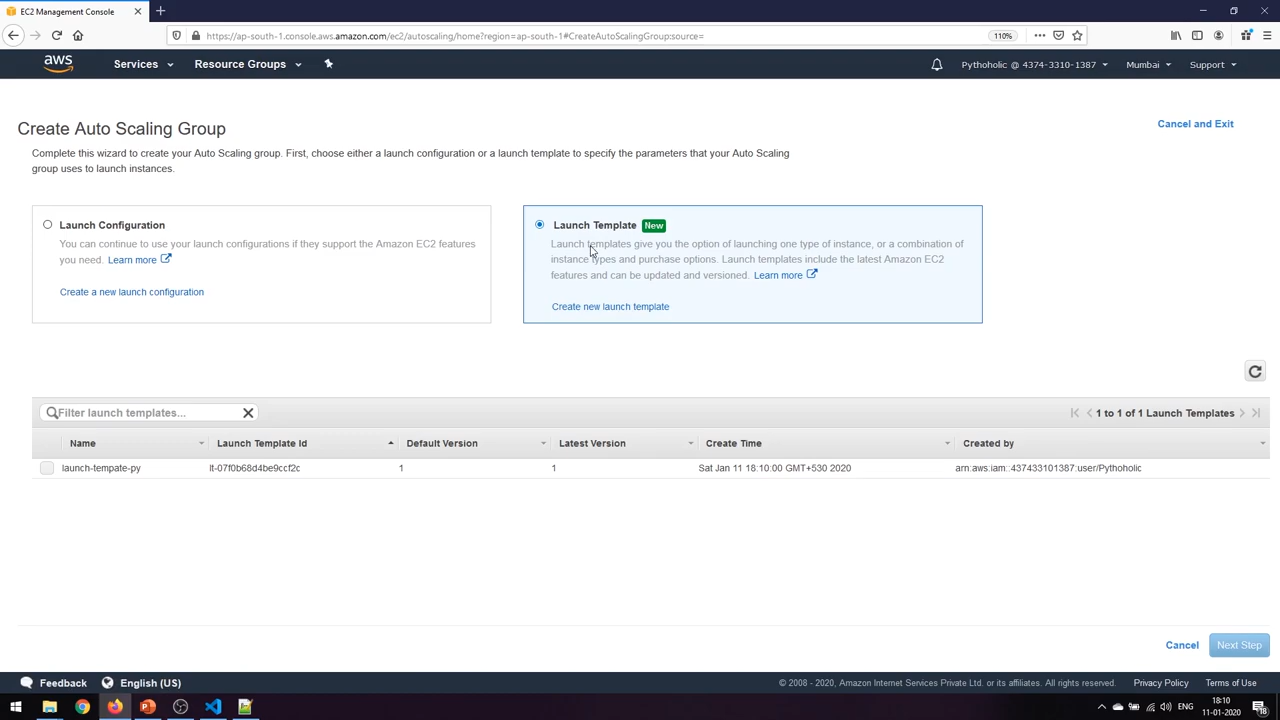 EC2 Management Console
https://ap-south-1.console.aws.amazon.com/ec2/autoscaling/home?region=ap-south-1#CreateAutoScalingGroup:source=
110%
aws
Services
Resource Groups
Pythoholic @ 4374-3310-1387
Mumbai
Support
Create Auto Scaling Group
Cancel and Exit
Complete this wizard to create your Auto Scaling group. First, choose either a launch configuration or a launch template to specify the parameters that your Auto Scaling
group uses to launch instances.
Launch Configuration
You can continue to use your launch configurations if they support the Amazon EC2 features
you need. Learn more
Create a new launch configuration
Launch Template New
Launch templates give you the option of launching one type of instance, or a combination of
instance types and purchase options. Launch templates include the latest Amazon EC2
features and can be updated and versioned. Learn more
Create new launch template
Filter launch templates...
1 to 1 of 1 Launch Templates
Name Launch Template Id Default Version Latest Version Create Time Created by
launch-tempate-py lt-07f0b68d4be9ccf2c 1 1 Sat Jan 11 18:10:00 GMT+530 2020 arn:aws:iam::437433101387:user/Pythoholic
Cancel Next Step
Feedback English (US)
© 2008 - 2020, Amazon Internet Services Private Ltd. or its affiliates. All rights reserved. Privacy Policy Terms of Use
ENG
18:10
11-01-2020
18